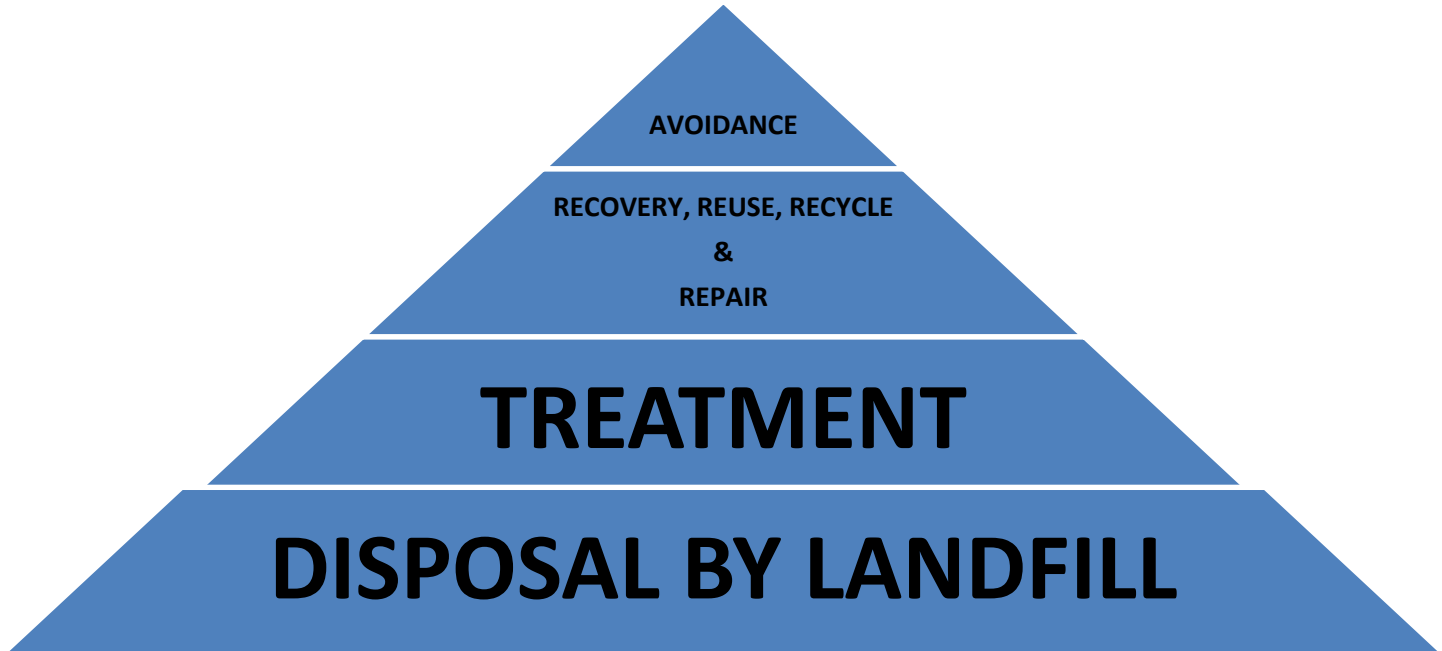 AVOIDANCE
RECOVERY, REUSE, RECYCLE
&
REPAIR
TREATMENT
DISPOSAL BY LANDFILL